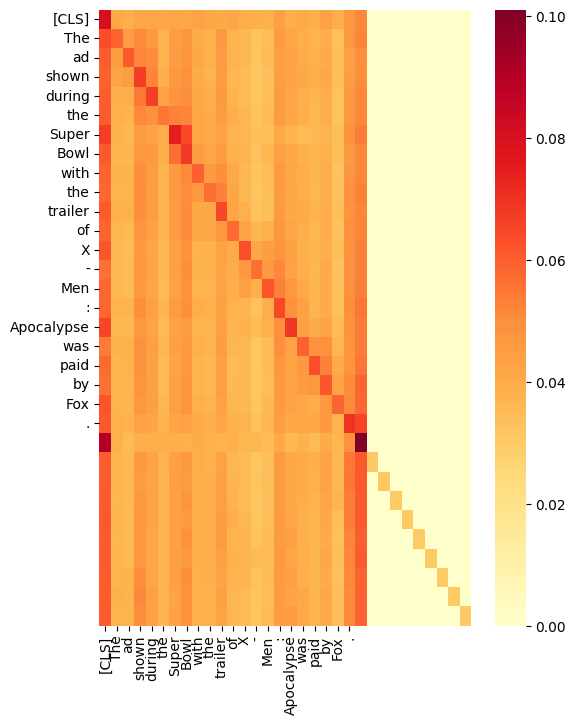 [CLS]
The
ad
shown
during
the
Super
Bowl
with
the
trailer
of
X
-
Men
:
Apocalypse
was
paid
by
Fox
.
0.10
0.08
0.06
0.04
0.02
0.00
[CLS]
The
ad
shown
during
the
Super
Bowl
with
the
trailer
of
X
-
Men
:
Apocalypse
was
paid
by
Fox
.